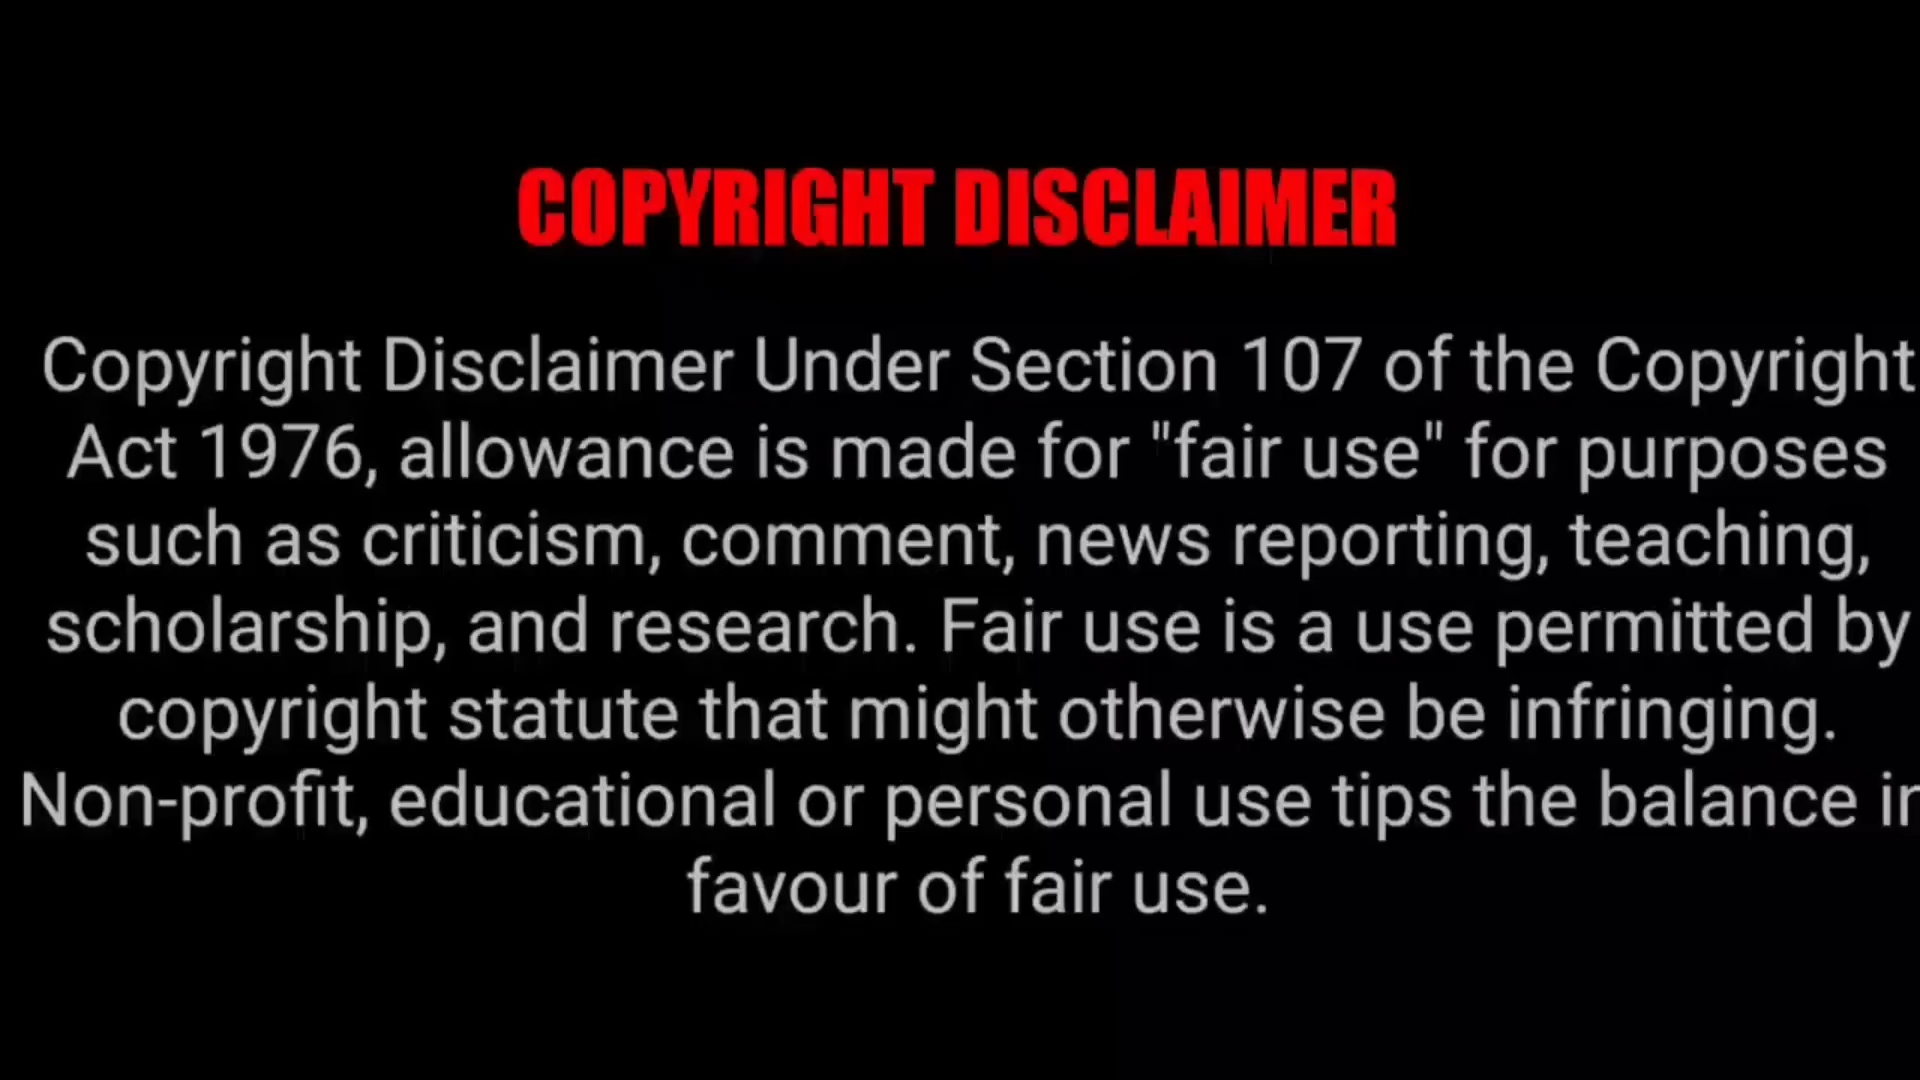 COPYRIGHT DISCLAIMER
Copyright Disclaimer Under Section 107 of the Copyright
Act 1976, allowance is made for "fair use" for purposes
such as criticism, comment, news reporting, teaching,
scholarship, and research. Fair use is a use permitted by
copyright statute that might otherwise be infringing.
Non-profit, educational or personal use tips the balance in
favour of fair use.